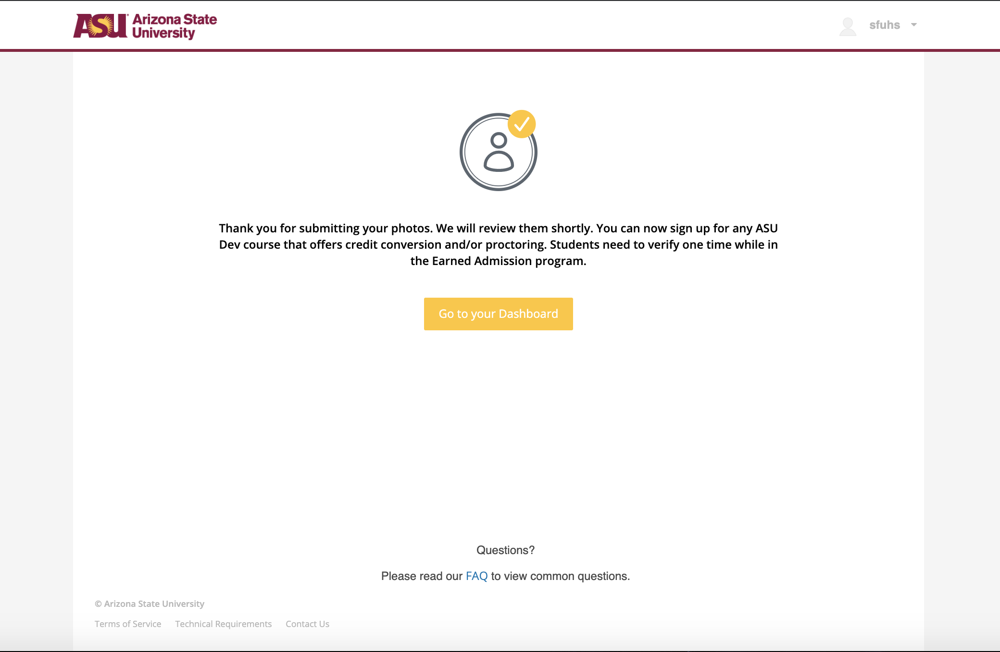 ASU Arizona State
University
sfuhs
Thank you for submitting your photos. We will review them shortly. You can now sign up for any ASU
Dev course that offers credit conversion and/or proctoring. Students need to verify one time while in
the Earned Admission program.
Go to your Dashboard
Questions?
Please read our FAQ to view common questions.
© Arizona State University
Terms of Service Technical Requirements Contact Us